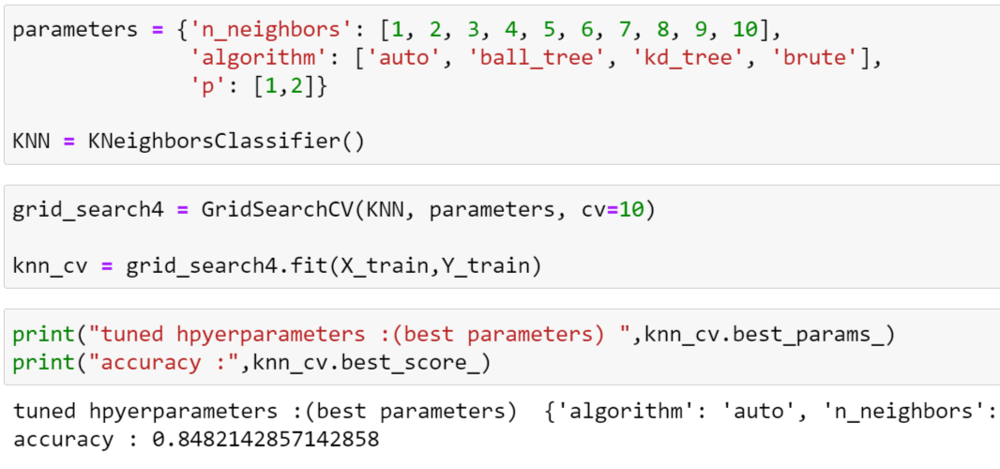 parameters = {'n_neighbors': [1, 2, 3, 4, 5, 6, 7, 8, 9, 10],
'algorithm': ['auto', 'ball_tree', 'kd_tree', 'brute'],
'p': [1,2]}
KNN = KNeighborsClassifier()
grid_search4 = GridSearchCV(KNN, parameters, cv=10)
knn_cv = grid_search4.fit(X_train,Y_train)
print("tuned hpyerparameters :(best parameters) ",knn_cv.best_params_)
print("accuracy :",knn_cv.best_score_)
tuned hpyerparameters :(best parameters)  {'algorithm': 'auto', 'n_neighbors':
accuracy : 0.8482142857142858